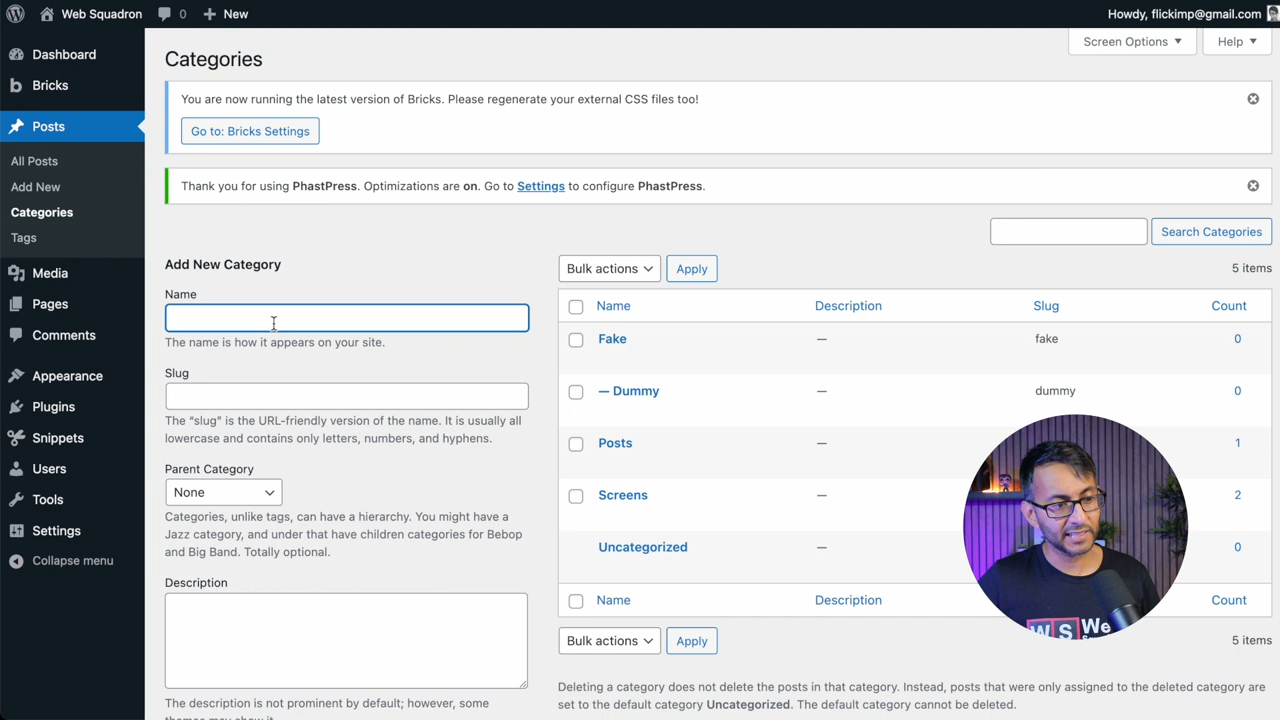 Web Squadron
0
New
Howdy, flickimp@gmail.com
Dashboard
Bricks
Posts
All Posts
Add New
Categories
Tags
Media
Pages
Comments
Appearance
Plugins
Snippets
Users
Tools
Settings
Collapse menu
Categories
Screen Options
Help
You are now running the latest version of Bricks. Please regenerate your external CSS files too!
Go to: Bricks Settings
Thank you for using PhastPress. Optimizations are on. Go to Settings to configure PhastPress.
Search Categories
Add New Category
Name
The name is how it appears on your site.
Slug
The “slug” is the URL-friendly version of the name. It is usually all
lowercase and contains only letters, numbers, and hyphens.
Parent Category
None
Categories, unlike tags, can have a hierarchy. You might have a
Jazz category, and under that have children categories for Bebop
and Big Band. Totally optional.
Description
The description is not prominent by default; however, some
Bulk actions
Apply
5 items
Name Description Slug Count
Fake — fake 0
— Dummy — dummy 0
Posts — 1
Screens — 2
Uncategorized — 0
Name Description Count
Bulk actions
Apply
5 items
Deleting a category does not delete the posts in that category. Instead, posts that were only assigned to the deleted category are
set to the default category Uncategorized. The default category cannot be deleted.
WS We